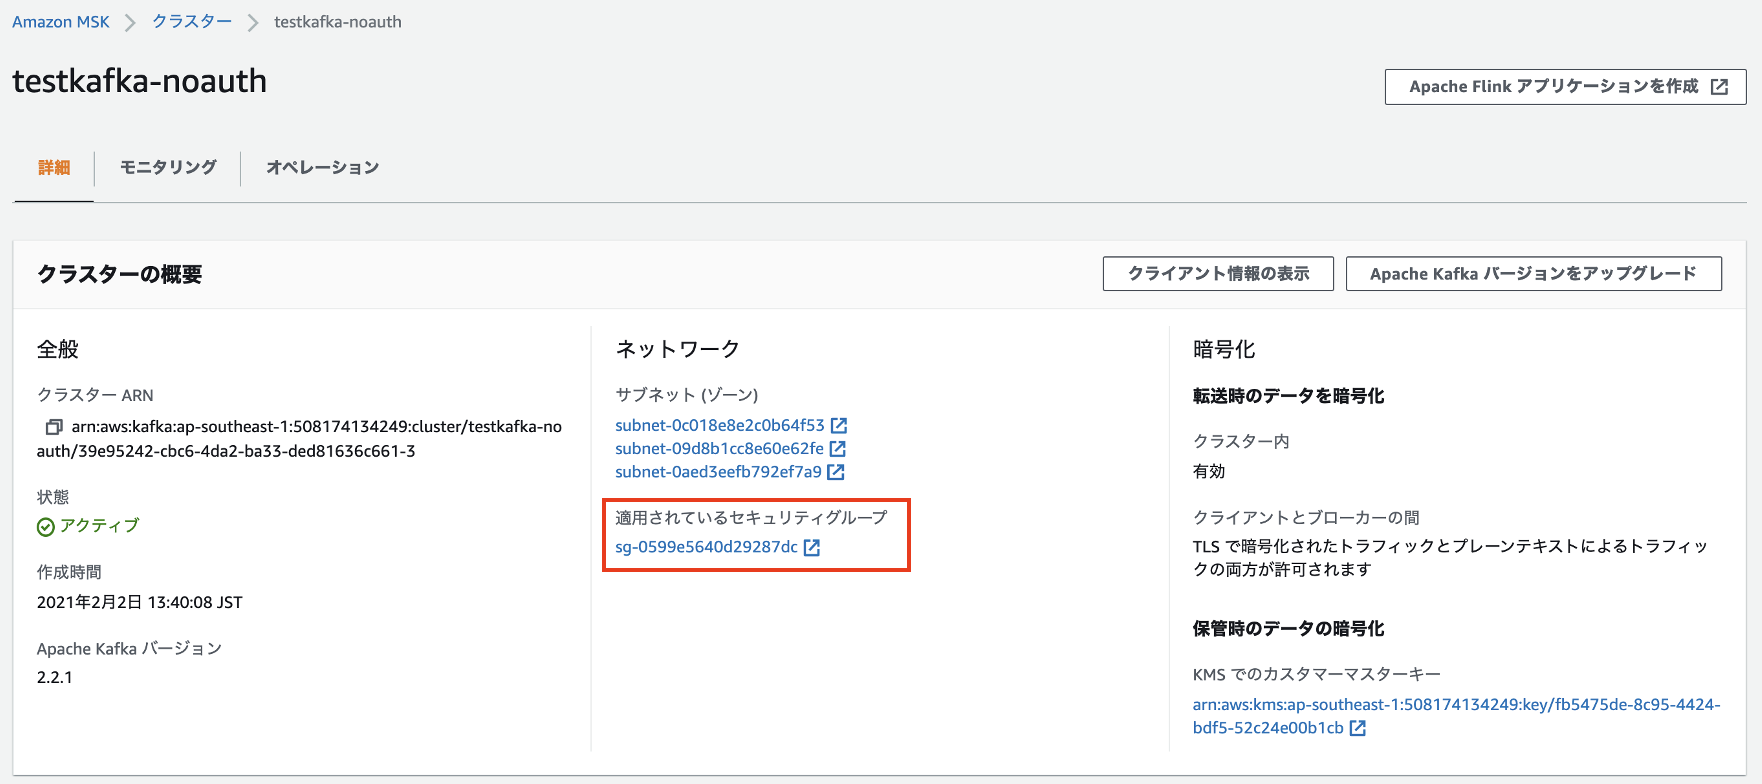 Amazon MSK > クラスター > testkafka-noauth
testkafka-noauth
Apache Flink アプリケーションを作成
詳細
モニタリング
オペレーション
クラスターの概要
クライアント情報の表示
Apache Kafka バージョンをアップグレード
全般
クラスター ARN
arn:aws:kafka:ap-southeast-1:508174134249:cluster/testkafka-no
auth/39e95242-cbc6-4da2-ba33-ded81636c661-3
状態
アクティブ
作成時間
2021年2月2日 13:40:08 JST
Apache Kafka バージョン
2.2.1
ネットワーク
サブネット (ゾーン)
subnet-0c018e8e2c0b64f53
subnet-09d8b1cc8e60e62fe
subnet-0aed3eefb792ef7a9
適用されているセキュリティグループ
sg-0599e5640d29287dc
暗号化
転送時のデータを暗号化
クラスター内
有効
クライアントとブローカーの間
TLS で暗号化されたトラフィックとプレーンテキストによるトラフィッ
クの両方が許可されます
保管時のデータの暗号化
KMS でのカスタマーマスターキー
arn:aws:kms:ap-southeast-1:508174134249:key/fb5475de-8c95-4424-
bdf5-52c24e00b1cb